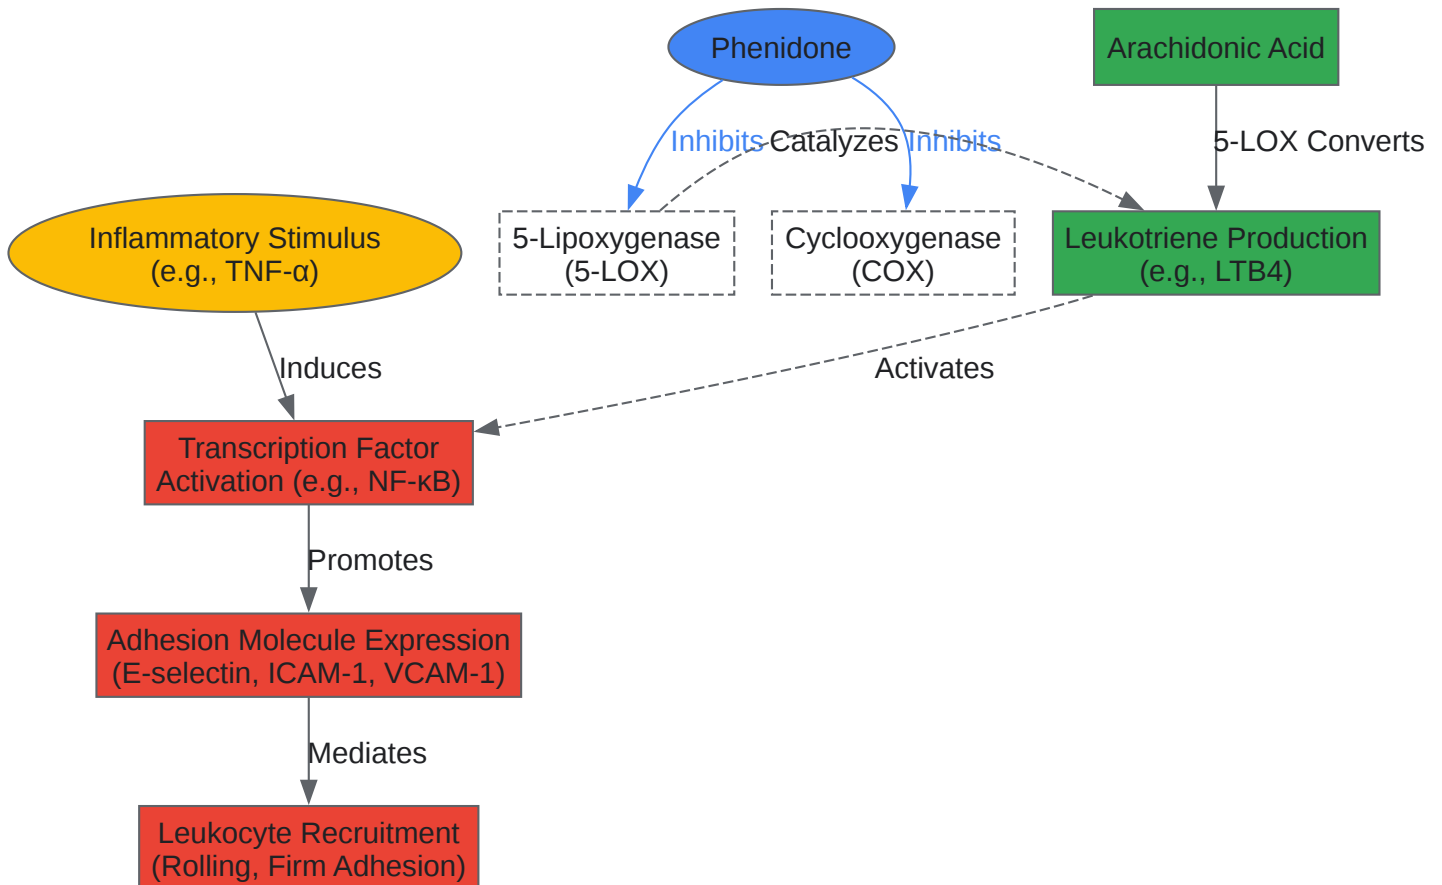 Phenidone
Arachidonic Acid
Inhibits
Catalyzes
Inhibits
5-LOX Converts
Inflammatory Stimulus
(e.g., TNF-α)
5-Lipoxygenase
(5-LOX)
Cyclooxygenase
(COX)
Leukotriene Production
(e.g., LTB4)
Induces
Activates
Transcription Factor
Activation (e.g., NF-κB)
Promotes
Adhesion Molecule Expression
(E-selectin, ICAM-1, VCAM-1)
Mediates
Leukocyte Recruitment
(Rolling, Firm Adhesion)